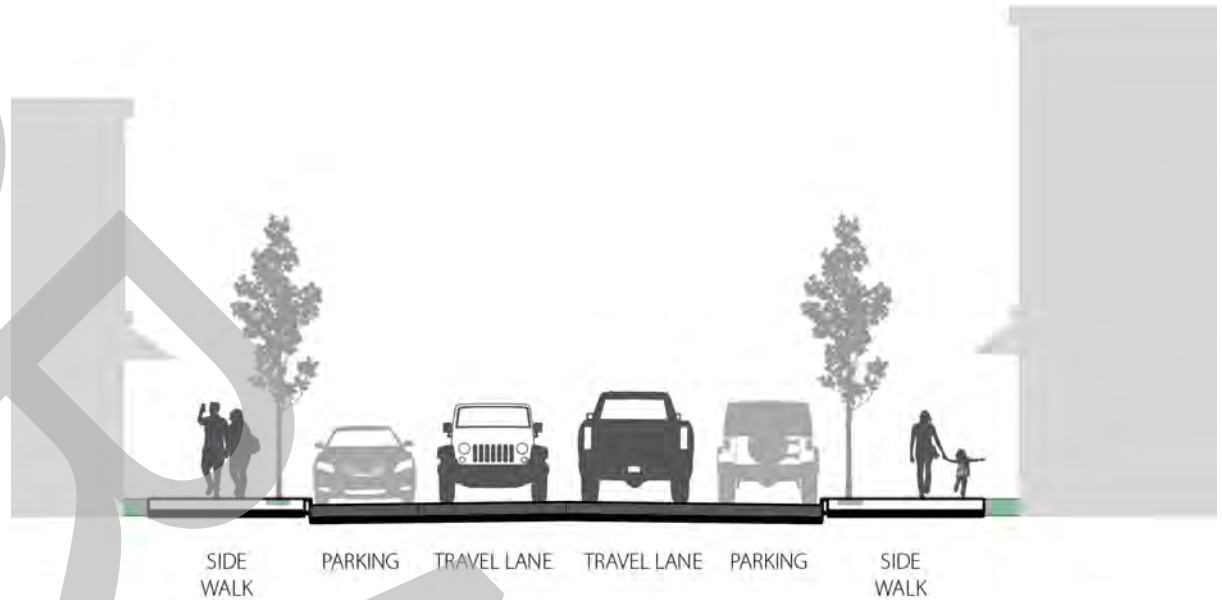 SIDE
WALK
PARKING
TRAVEL LANE
TRAVEL LANE
PARKING
SIDE
WALK